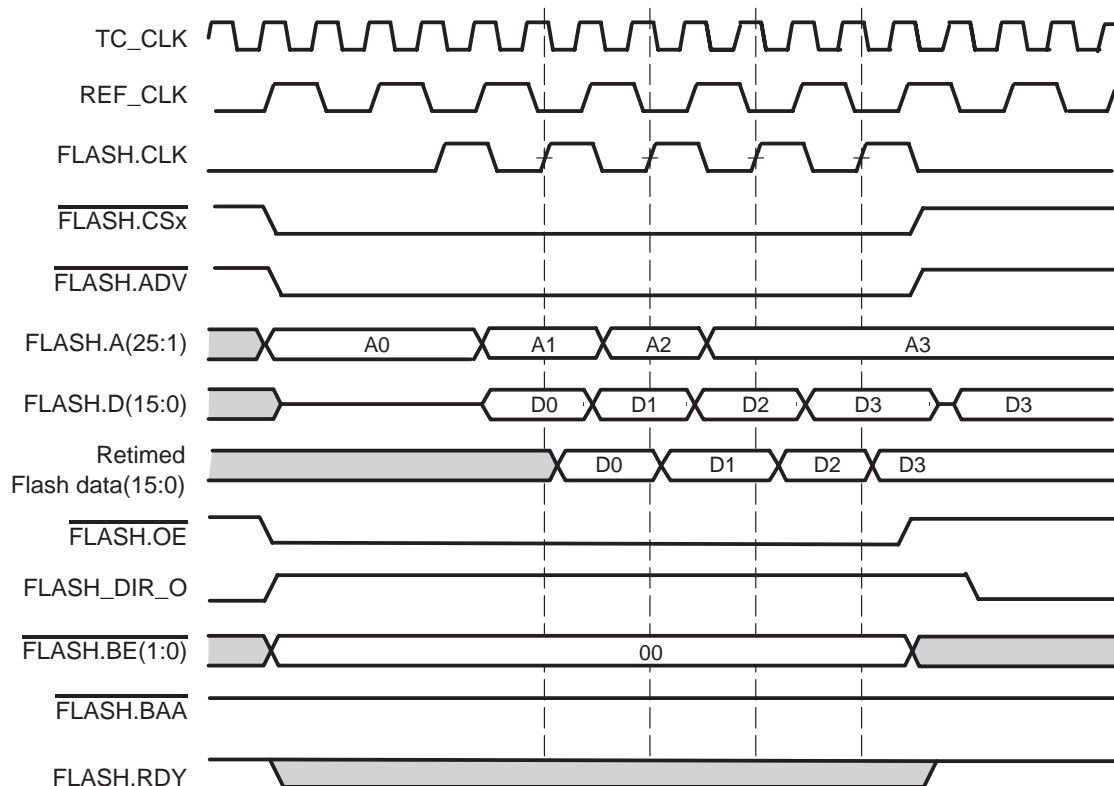 TC_CLK
REF_CLK
FLASH.CLK
FLASH.CSx
FLASH.ADV
FLASH.A(25:1) A0 A1 A2 A3
FLASH.D(15:0) D0 D1 D2 D3 D3
Retimed
Flash data(15:0) D0 D1 D2 D3
FLASH.OE
FLASH_DIR_O
FLASH.BE(1:0) 00
FLASH.BAA
FLASH.RDY